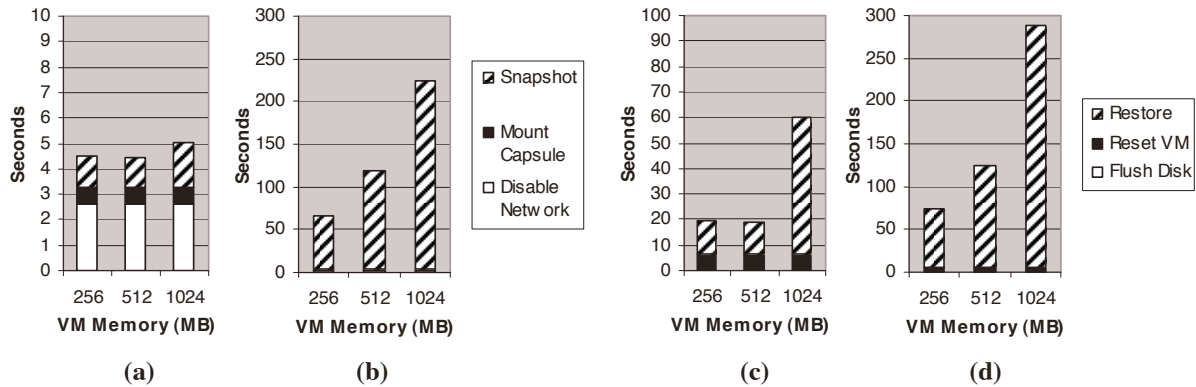 10
9
8
7
6
5
4
3
2
1
0
Seconds
256 512 1024
VM Memory (MB)
(a)
300
250
200
150
100
50
0
Seconds
256 512 1024
VM Memory (MB)
(b)
Snapshot
Mount
Capsule
Disable
Network
100
90
80
70
60
50
40
30
20
10
0
Seconds
256 512 1024
VM Memory (MB)
(c)
300
250
200
150
100
50
0
Seconds
256 512 1024
VM Memory (MB)
(d)
Restore
Reset VM
Flush Disk